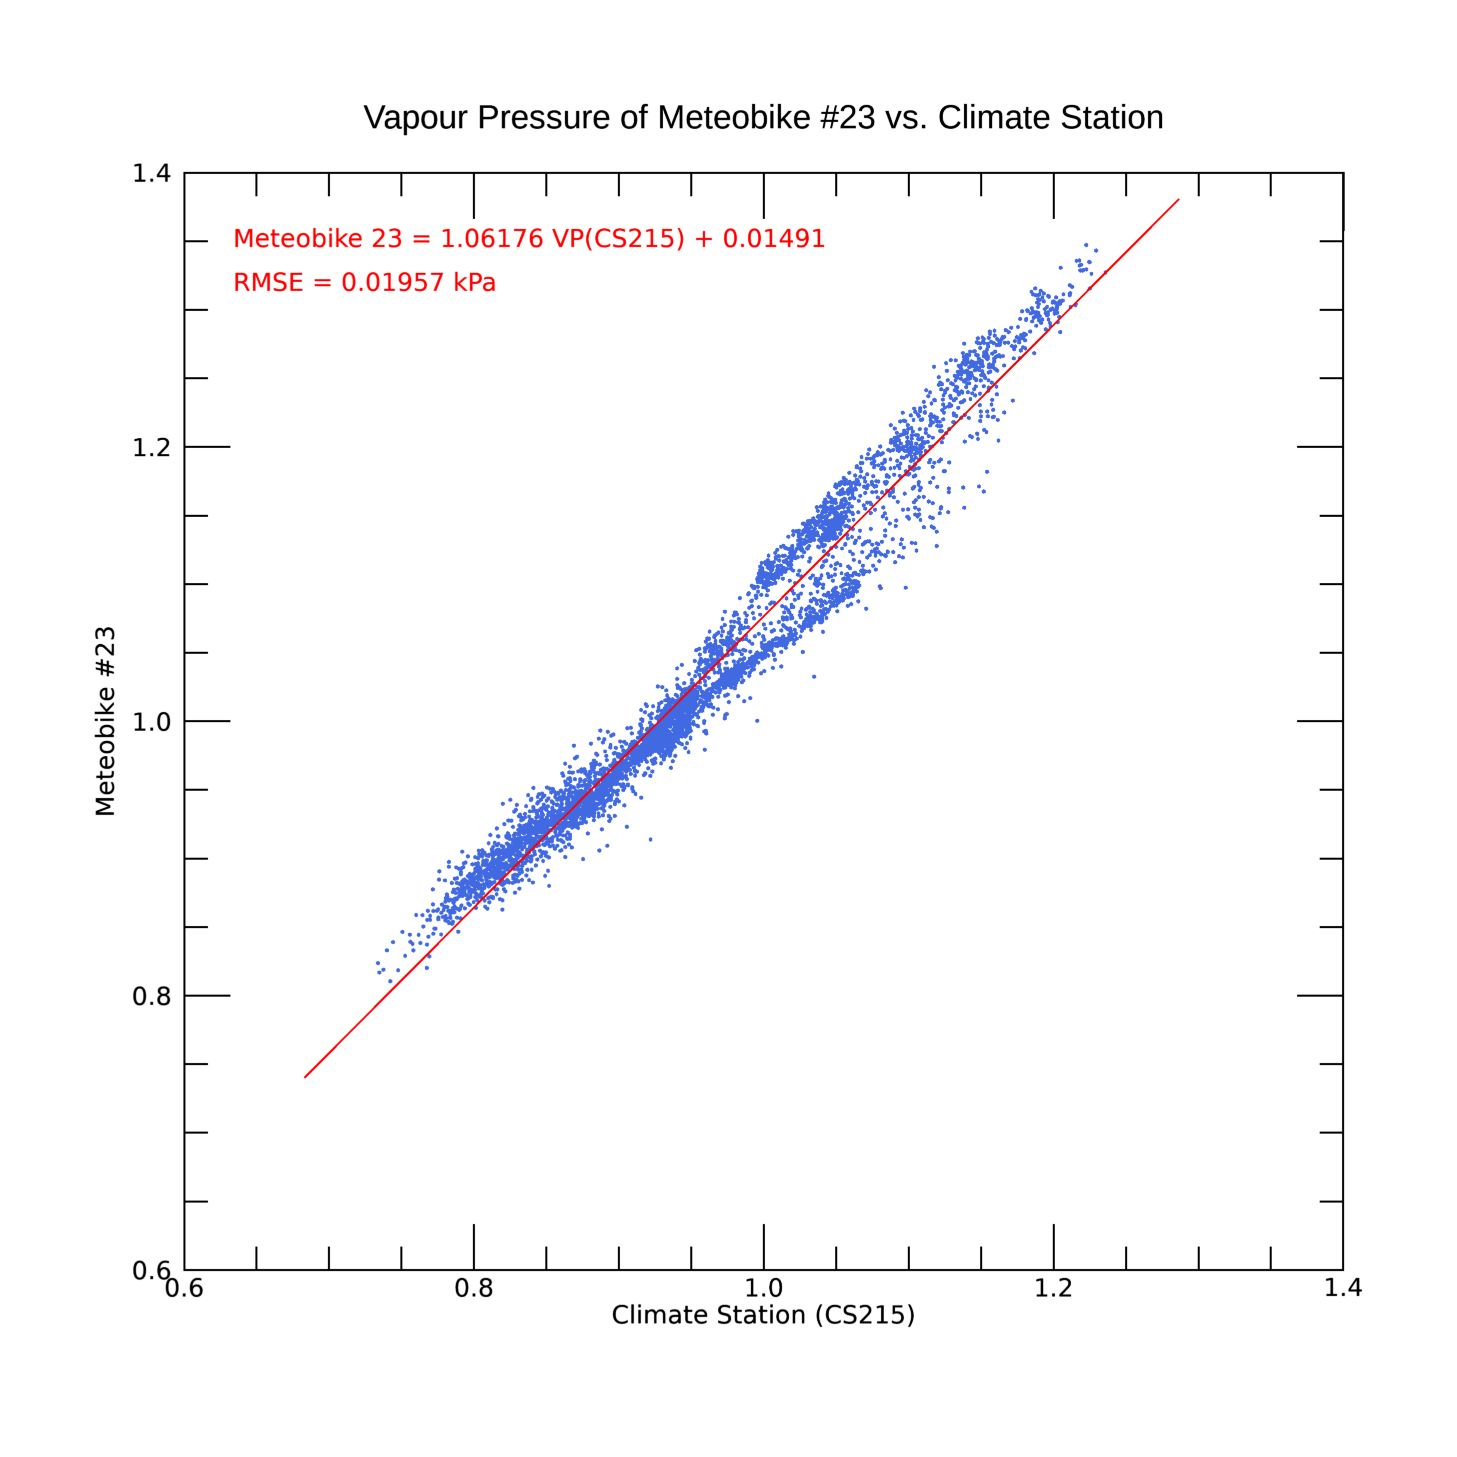 Vapour Pressure of Meteobike #23 vs. Climate Station
1.4
Meteobike 23 = 1.06176 VP(CS215) + 0.01491
RMSE = 0.01957 kPa
1.2
Meteobike #23
1.0
0.8
0.6
0.6 0.8 1.0 1.2 1.4
Climate Station (CS215)